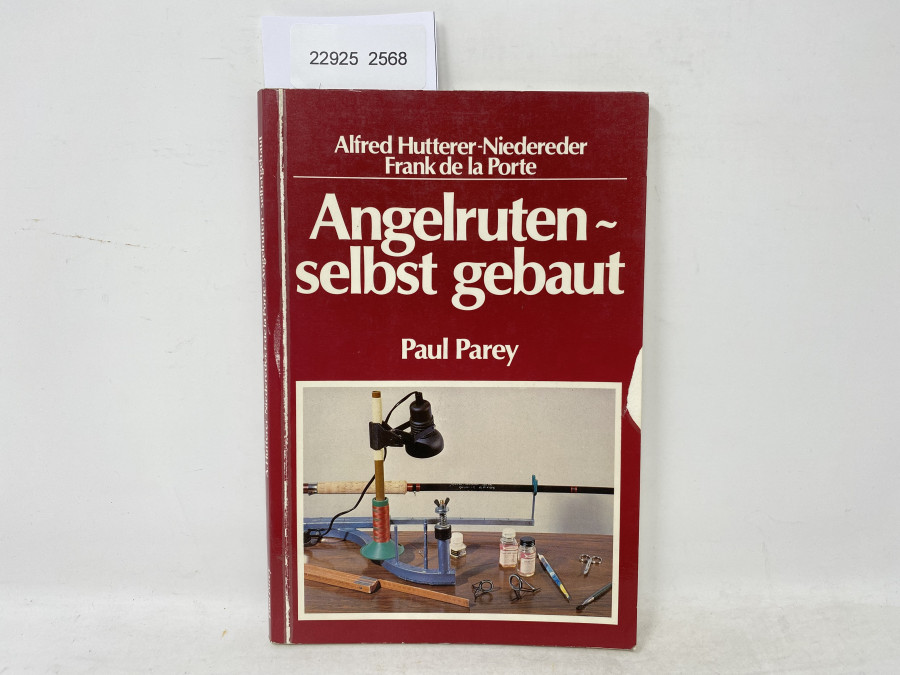 22925 2568
Alfred Hutterer-Niedereder
Frank de la Porte
Angelruten~
selbst gebaut
Paul Parey